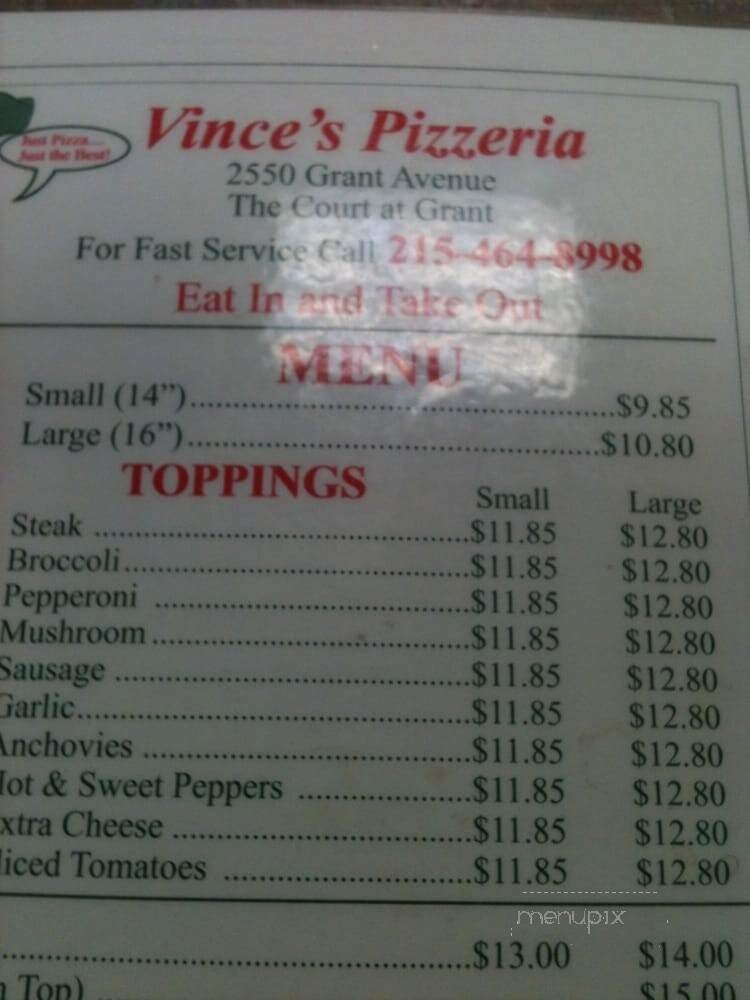 Just Pizza....
Just the Best!
Vince's Pizzeria
2550 Grant Avenue
The Court at Grant
For Fast Service Call 215-464-8998
Eat In and Take Out
MENU
Small (14")..............................$9.85
Large (16")..............................$10.80
TOPPINGS Small Large
Steak ..............................$11.85 $12.80
Broccoli..............................$11.85 $12.80
Pepperoni ..............................$11.85 $12.80
Mushroom..............................$11.85 $12.80
Sausage ..............................$11.85 $12.80
Garlic..............................$11.85 $12.80
Anchovies ..............................$11.85 $12.80
Hot & Sweet Peppers ....................$11.85 $12.80
xtra Cheese ..............................$11.85 $12.80
liced Tomatoes ..............................$11.85 $12.80
menupix
..............................$13.00 $14.00
Top) $15.00